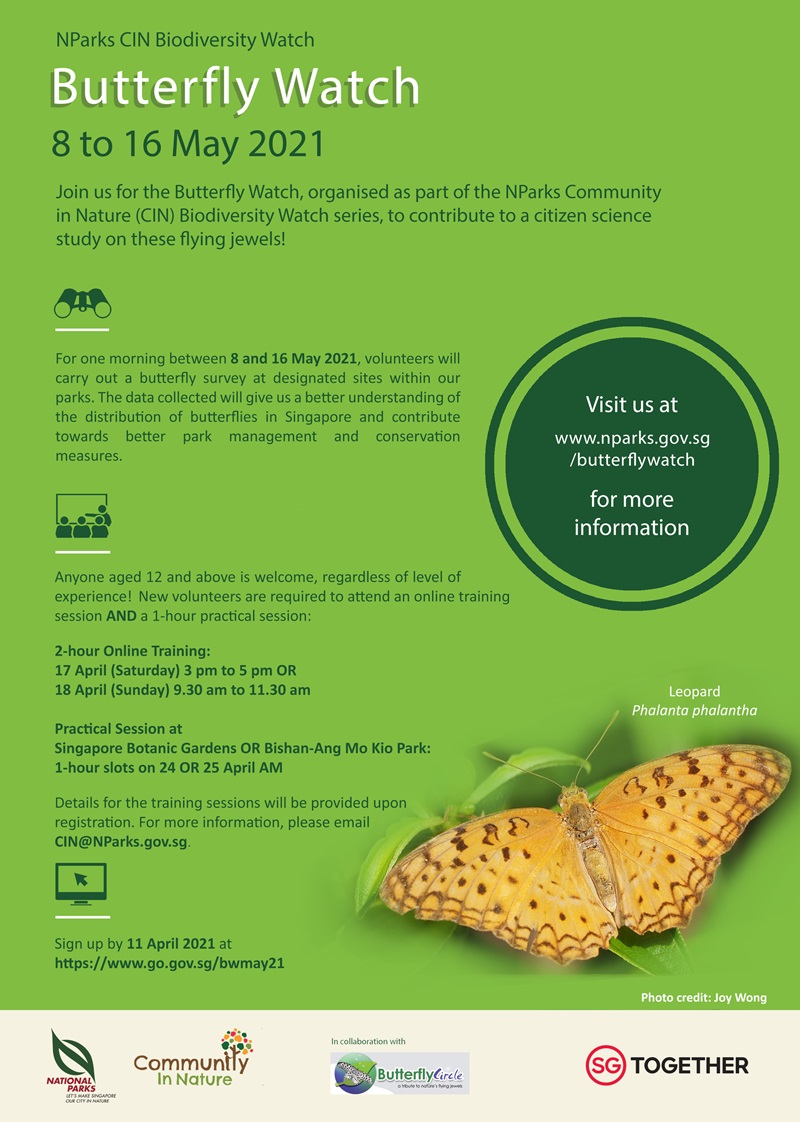 NParks CIN Biodiversity Watch
Butterfly Watch
8 to 16 May 2021
Join us for the Butterfly Watch, organised as part of the NParks Community
in Nature (CIN) Biodiversity Watch series, to contribute to a citizen science
study on these flying jewels!
For one morning between 8 and 16 May 2021, volunteers will
carry out a butterfly survey at designated sites within our
parks. The data collected will give us a better understanding of
the distribution of butterflies in Singapore and contribute
towards better park management and conservation
measures.
Visit us at
www.nparks.gov.sg
/butterflywatch
for more
information
Anyone aged 12 and above is welcome, regardless of level of
experience! New volunteers are required to attend an online training
session AND a 1-hour practical session:
2-hour Online Training:
17 April (Saturday) 3 pm to 5 pm OR
18 April (Sunday) 9.30 am to 11.30 am
Practical Session at
Singapore Botanic Gardens OR Bishan-Ang Mo Kio Park:
1-hour slots on 24 OR 25 April AM
Details for the training sessions will be provided upon
registration. For more information, please email
CIN@NParks.gov.sg.
Leopard
Phalanta phalantha
Sign up by 11 April 2021 at
https://www.go.gov.sg/bwmay21
Photo credit: Joy Wong
NATIONAL
PARKS
LET'S MAKE SINGAPORE
OUR CITY IN NATURE
Community
In Nature
In collaboration with
ButterflyCircle
a tribute to nature's flying jewels
SG TOGETHER